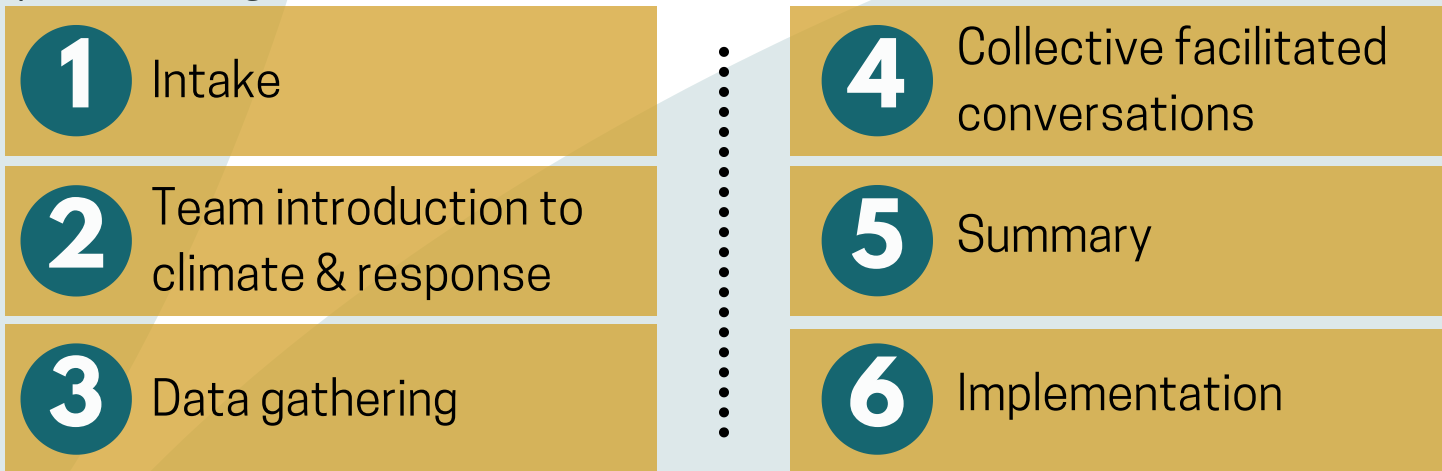 1 Intake
2 Team introduction to
climate & response
3 Data gathering
4 Collective facilitated
conversations
5 Summary
6 Implementation